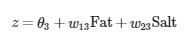 z = θ₃ + w₁₃Fat + w₂₃Salt